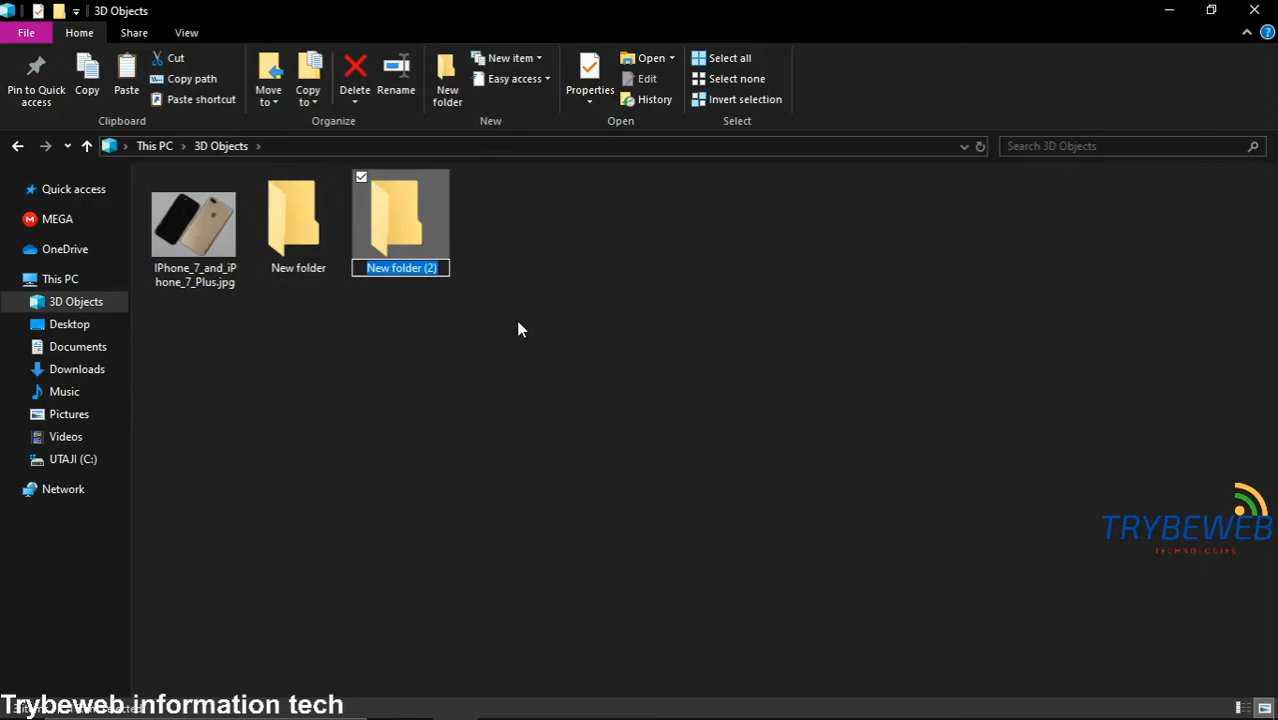 3D Objects
File Home Share View
Pin to Quick access
Copy
Paste
Cut
Copy path
Paste shortcut
Clipboard
Move to
Copy to
Delete
Rename
Organize
New folder
New item
Easy access
New
Properties
Open
Edit
History
Open
Select all
Select none
Invert selection
Select
This PC 3D Objects
Search 3D Objects
Quick access
MEGA
OneDrive
This PC
3D Objects
Desktop
Documents
Downloads
Music
Pictures
Videos
UTAJI (C:)
Network
IPhone_7_and_iP
hone_7_Plus.jpg
New folder
New folder (2)
TRYBEWEB
TECHNOLOGIES
Trybeweb information tech